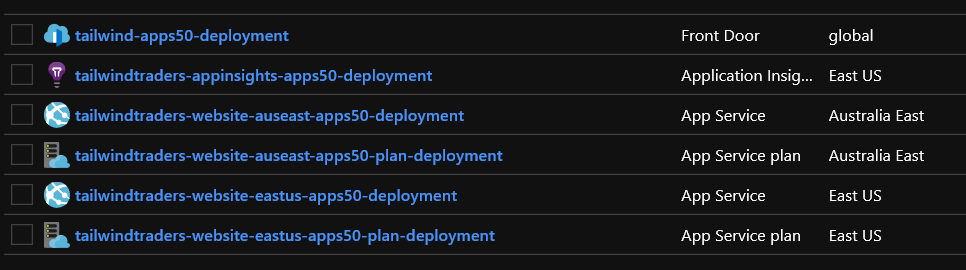 tailwind-apps50-deployment Front Door global
tailwindtraders-appinsights-apps50-deployment Application Insig... East US
tailwindtraders-website-auseast-apps50-deployment App Service Australia East
tailwindtraders-website-auseast-apps50-plan-deployment App Service plan Australia East
tailwindtraders-website-eastus-apps50-deployment App Service East US
tailwindtraders-website-eastus-apps50-plan-deployment App Service plan East US